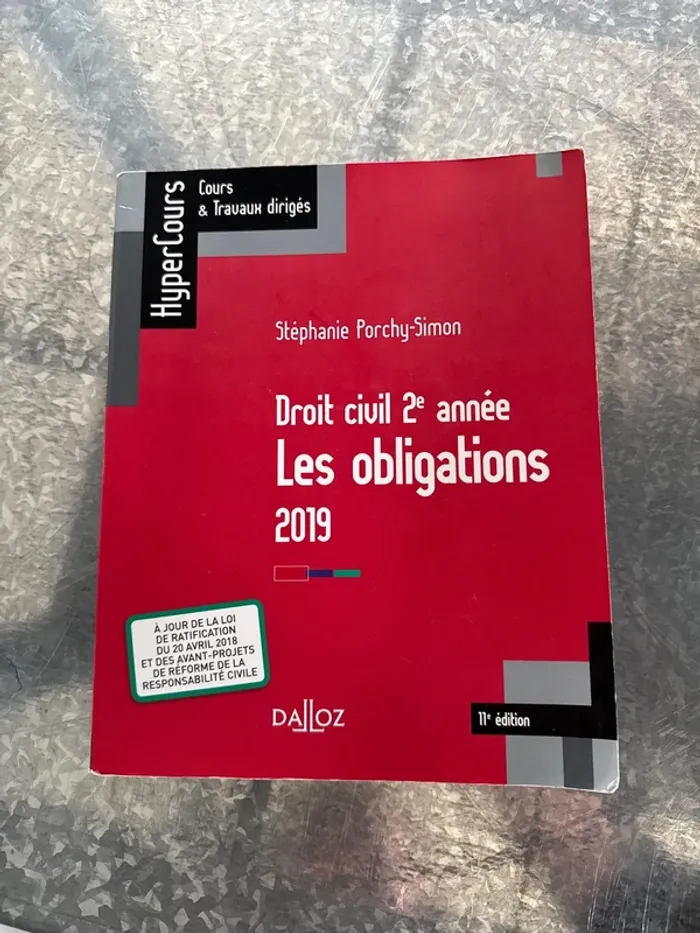 HyperCours
Cours
& Travaux dirigés
Stéphanie Porchy-Simon
Droit civil 2e année
Les obligations
2019
À JOUR DE LA LOI
DE RATIFICATION
DU 20 AVRIL 2018
ET DES AVANT-PROJETS
DE RÉFORME DE LA
RESPONSABILITÉ CIVILE
DALLOZ
11e édition